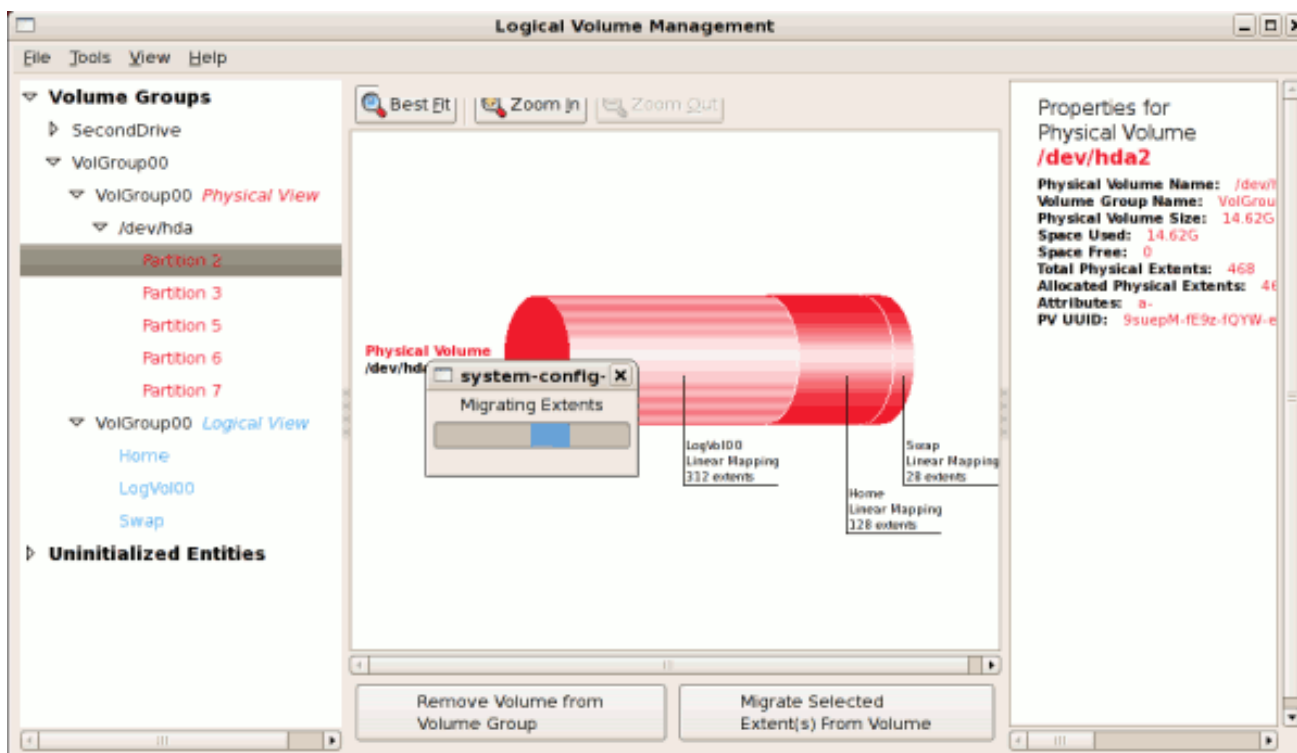 Logical Volume Management
File Tools View Help
Volume Groups
SecondDrive
VolGroup00
VolGroup00 Physical View
/dev/hda
Partition 2
Partition 3
Partition 5
Partition 6
Partition 7
VolGroup00 Logical View
Home
LogVol00
Swap
Uninitialized Entities
Best Fit Zoom In Zoom Out
Physical Volume
/dev/hda
system-config-
Migrating Extents
LogVol00
Linear Mapping
312 extents
Swap
Linear Mapping
28 extents
Home
Linear Mapping
128 extents
Remove Volume from
Volume Group
Migrate Selected
Extent(s) From Volume
Properties for
Physical Volume
/dev/hda2
Physical Volume Name: /dev/h
Volume Group Name: VolGrou
Physical Volume Size: 14.62G
Space Used: 14.62G
Space Free: 0
Total Physical Extents: 468
Allocated Physical Extents: 46
Attributes: a-
PV UUID: 9suepM-fE9z-fQYW-e